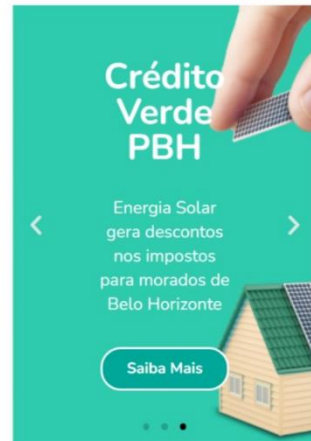 Crédito
Verde
PBH
Energia Solar
gera descontos
nos impostos
para morados de
Belo Horizonte
Saiba Mais